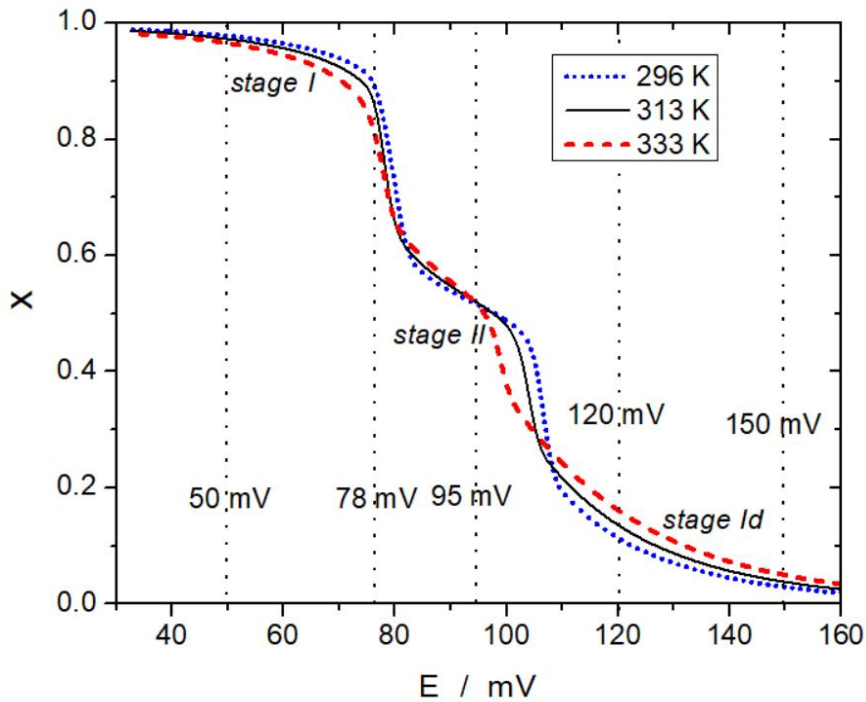 1.0
0.8
0.6
0.4
0.2
0.0
X
stage I
296 K
313 K
333 K
stage II
120 mV
150 mV
50 mV
78 mV
95 mV
stage Id
40 60 80 100 120 140 160
E / mV